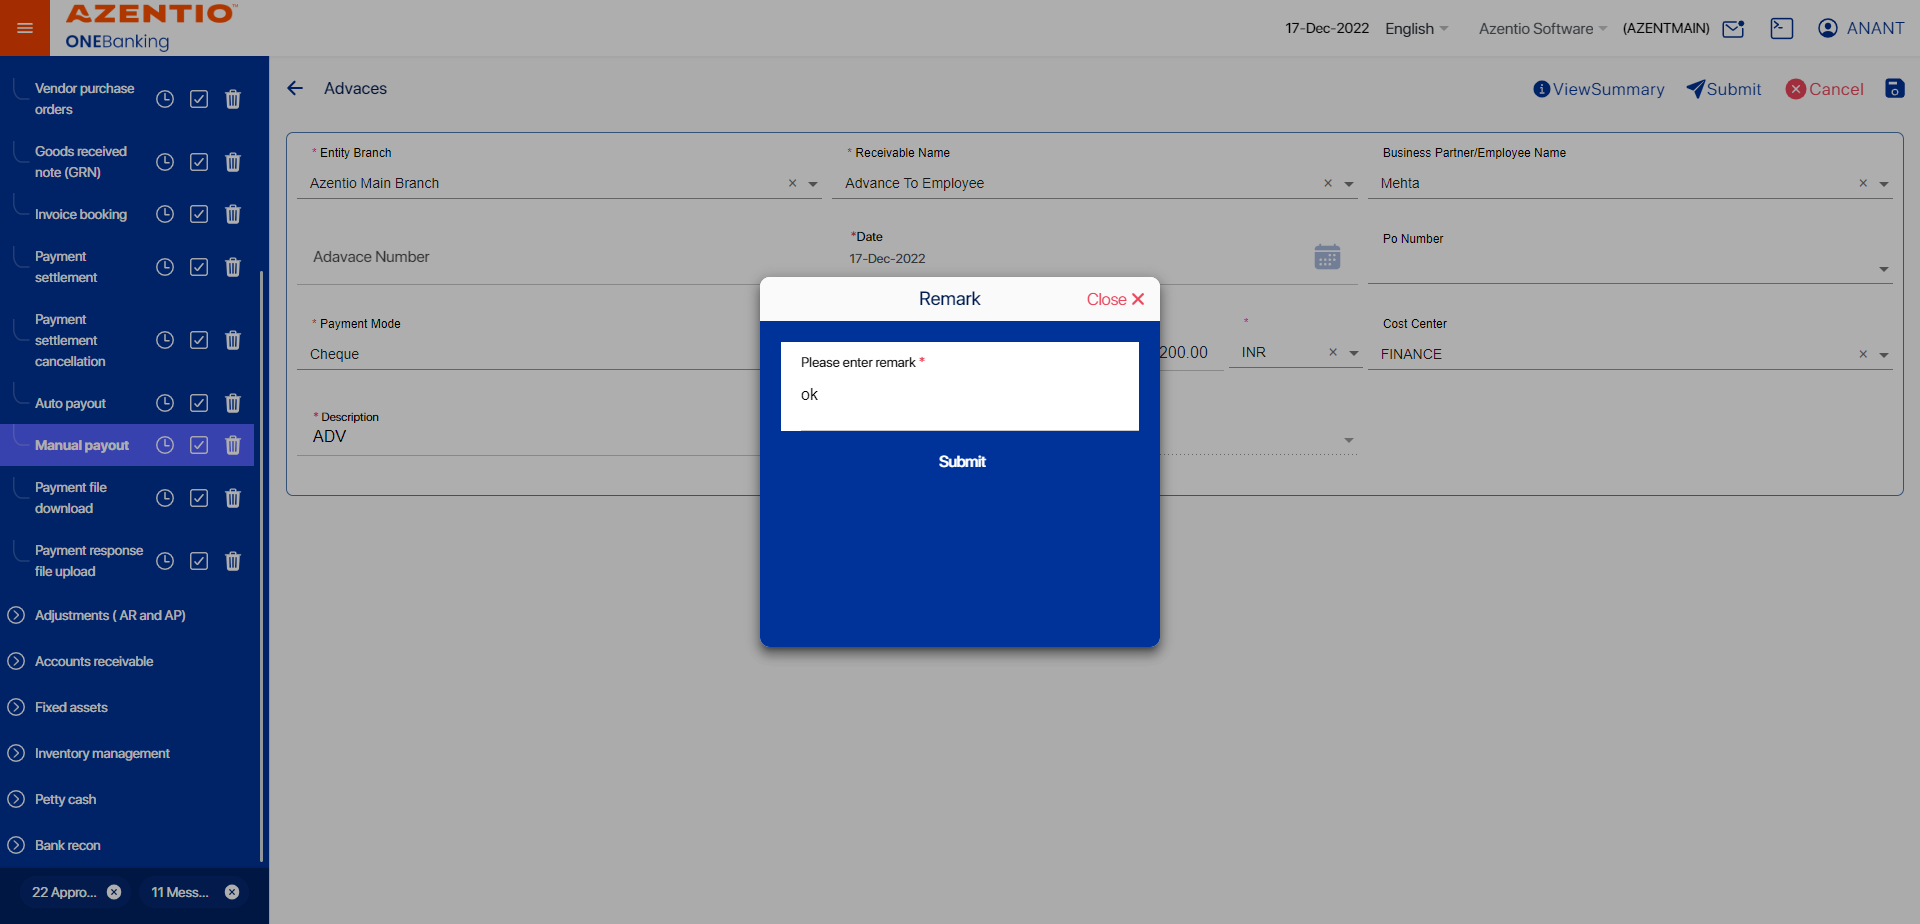 AZENTIO™
ONEBanking
17-Dec-2022
English
Azentio Software
(AZENTMAIN)
ANANT
Vendor purchase
orders
Goods received
note (GRN)
Invoice booking
Payment
settlement
Payment
settlement
cancellation
Auto payout
Manual payout
Payment file
download
Payment response
file upload
Adjustments ( AR and AP)
Accounts receivable
Fixed assets
Inventory management
Petty cash
Bank recon
22 Appro...
11 Mess...
Advaces
ViewSummary
Submit
Cancel
* Entity Branch
Azentio Main Branch
* Receivable Name
Advance To Employee
Business Partner/Employee Name
Mehta
Adavace Number
*Date
17-Dec-2022
Po Number
* Payment Mode
Cheque
200.00
*
INR
Cost Center
FINANCE
* Description
ADV
Remark
Close
Please enter remark *
ok
Submit